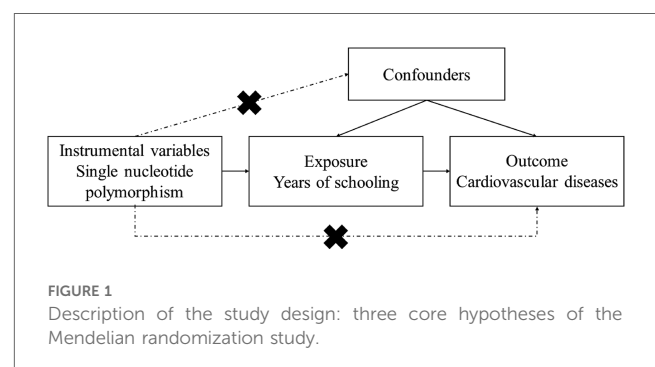 Confounders
Instrumental variables
Single nucleotide
polymorphism
Exposure
Years of schooling
Outcome
Cardiovascular diseases
FIGURE 1
Description of the study design: three core hypotheses of the
Mendelian randomization study.